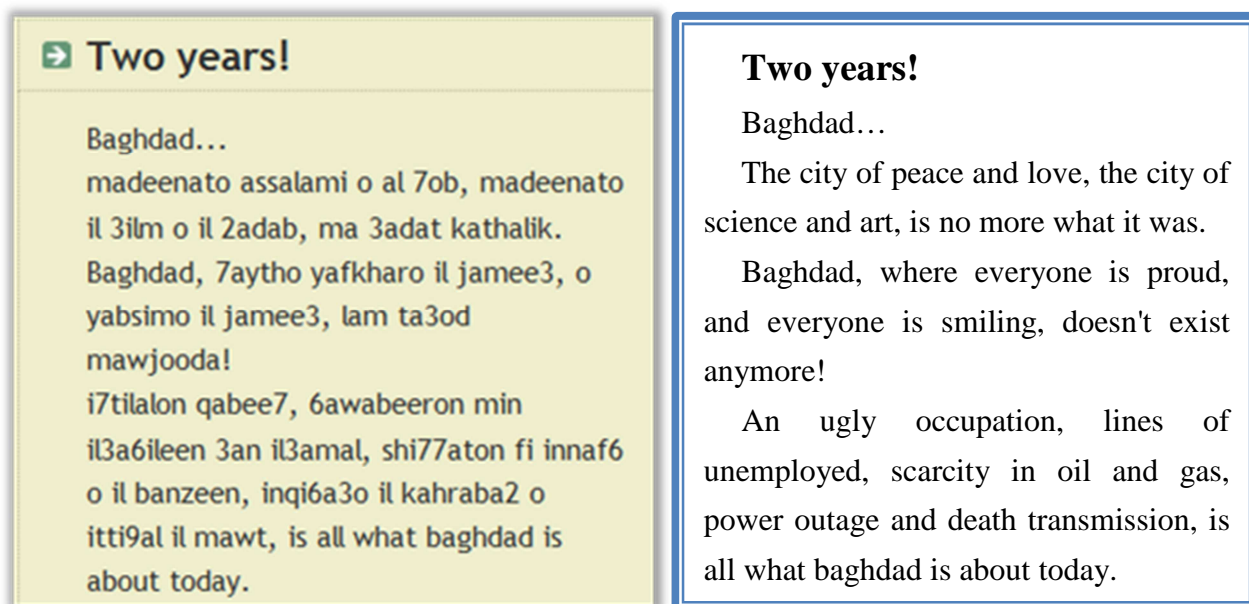 Two years!
Baghdad...
madeenato assalami o al 7ob, madeenato
il 3ilm o il 2adab, ma 3adat kathalik.
Baghdad, 7aytho yafkharo il jamee3, o
yabsimo il jamee3, lam ta3od
mawjooda!
i7tilalon qabee7, 6awabeeron min
il3a6ileen 3an il3amal, shi77aton fi innaf6
o il banzeen, inqi6a3o il kahraba2 o
itti9al il mawt, is all what baghdad is
about today.
Two years!
Baghdad…
The city of peace and love, the city of
science and art, is no more what it was.
Baghdad, where everyone is proud,
and everyone is smiling, doesn't exist
anymore!
An ugly occupation, lines of
unemployed, scarcity in oil and gas,
power outage and death transmission, is
all what baghdad is about today.